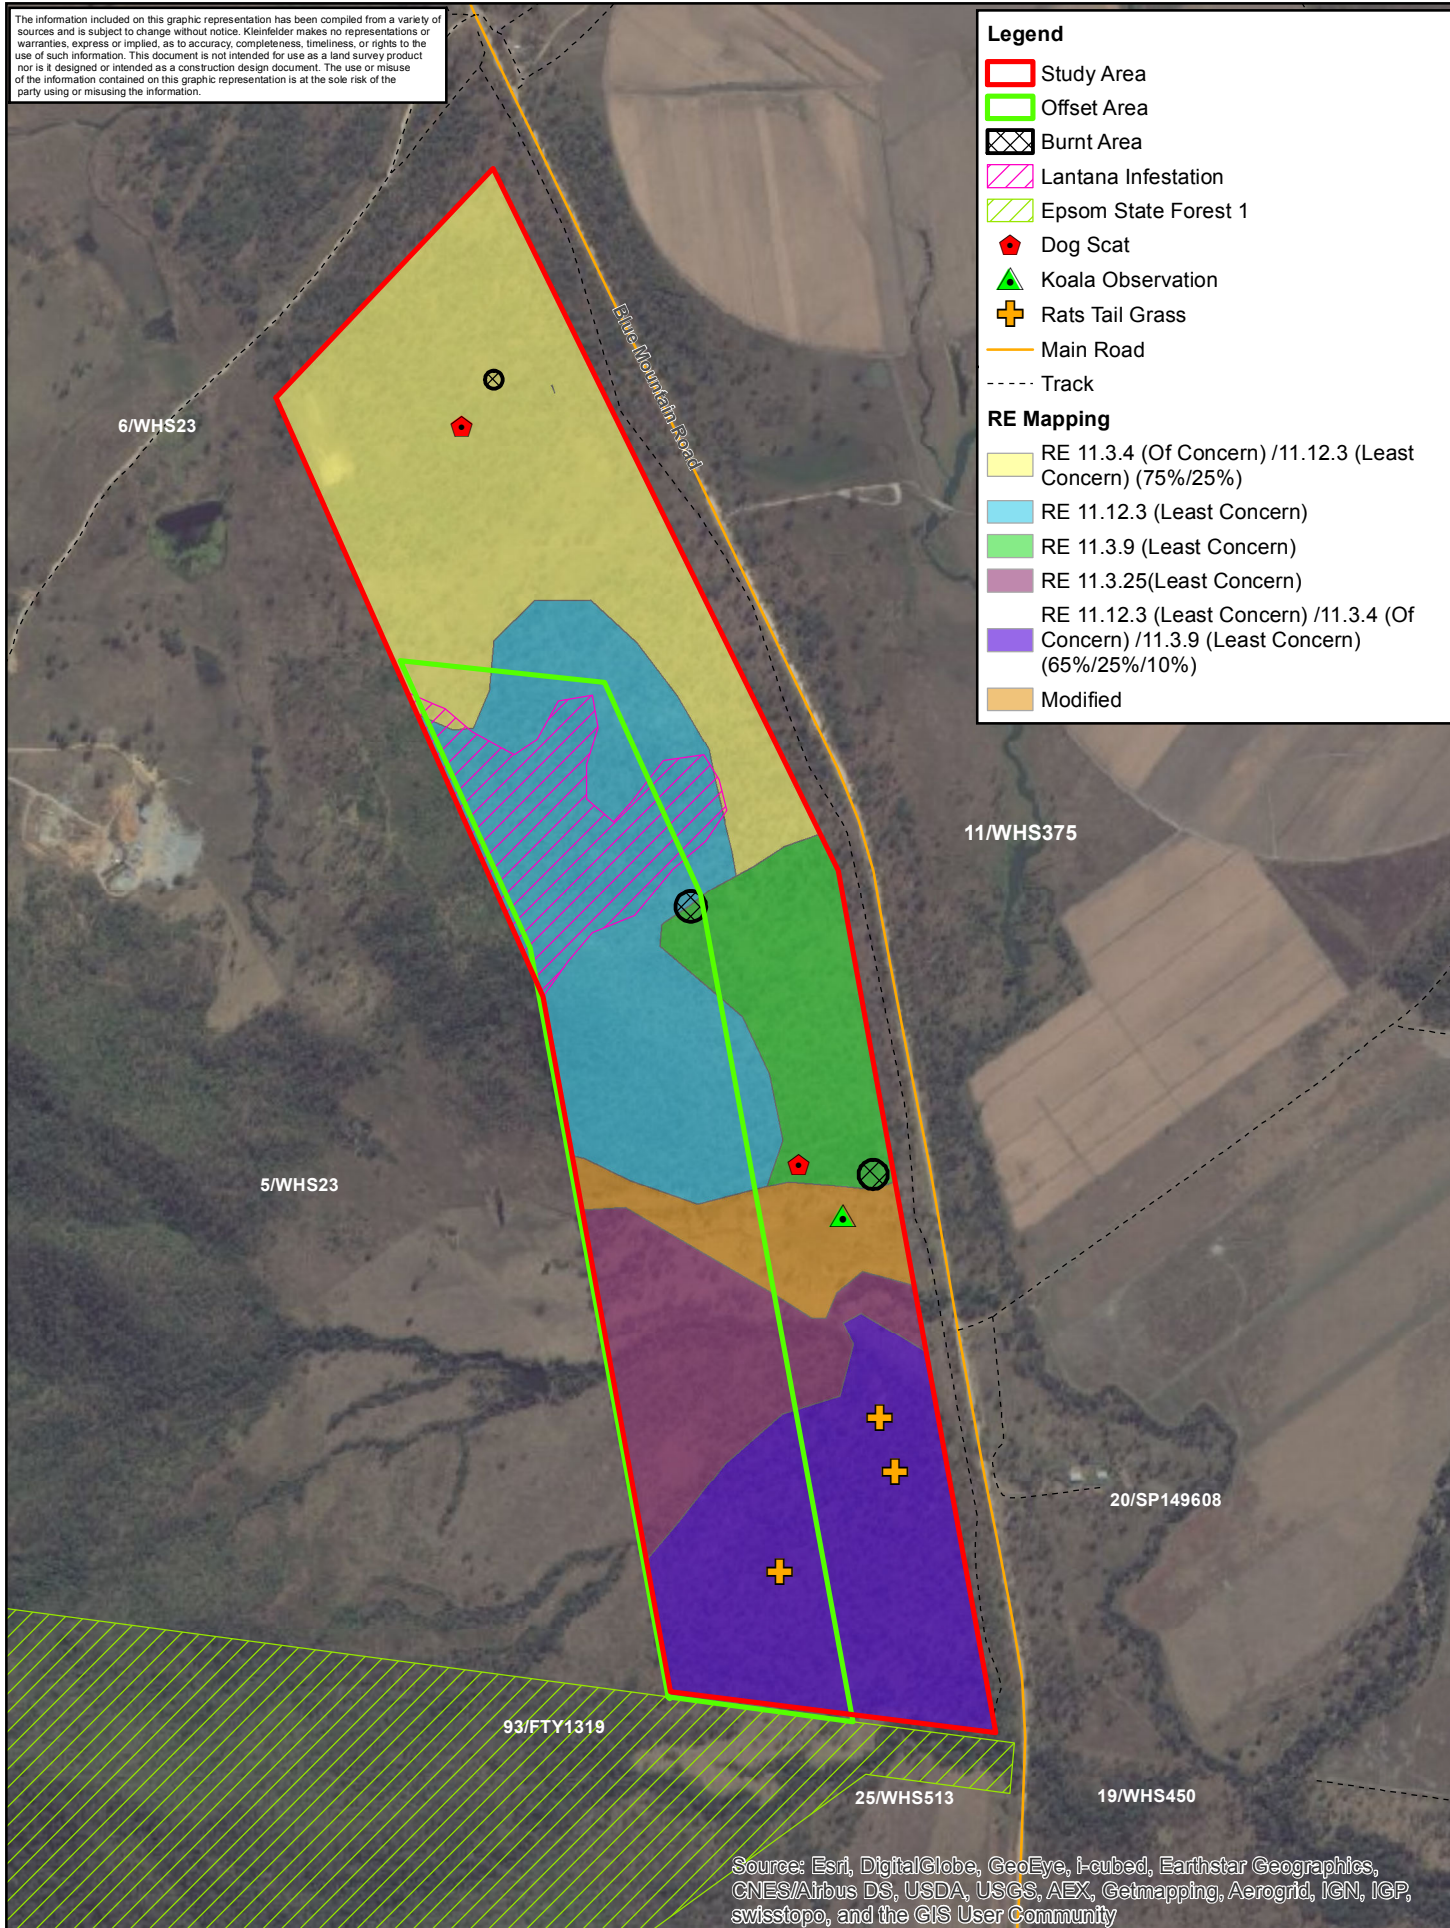 The information included on this graphic representation has been compiled from a variety of
sources and is subject to change without notice. Kleinfelder makes no representations or
warranties, express or implied, as to accuracy, completeness, timeliness, or rights to the
use of such information. This document is not intended for use as a land survey product
nor is it designed or intended as a construction design document. The use or misuse
of the information contained on this graphic representation is at the sole risk of the
party using or misusing the information.
Legend
Study Area
Offset Area
Burnt Area
Lantana Infestation
Epsom State Forest 1
Dog Scat
Koala Observation
Rats Tail Grass
Main Road
Track
RE Mapping
RE 11.3.4 (Of Concern) /11.12.3 (Least
Concern) (75%/25%)
RE 11.12.3 (Least Concern)
RE 11.3.9 (Least Concern)
RE 11.3.25(Least Concern)
RE 11.12.3 (Least Concern) /11.3.4 (Of
Concern) /11.3.9 (Least Concern)
(65%/25%/10%)
Modified
Blue Mountain Road
6/WHS23
11/WHS375
5/WHS23
20/SP149608
93/FTY1319
25/WHS513
19/WHS450
Source: Esri, DigitalGlobe, GeoEye, i-cubed, Earthstar Geographics,
CNES/Airbus DS, USDA, USGS, AEX, Getmapping, Aerogrid, IGN, IGP,
swisstopo, and the GIS User Community